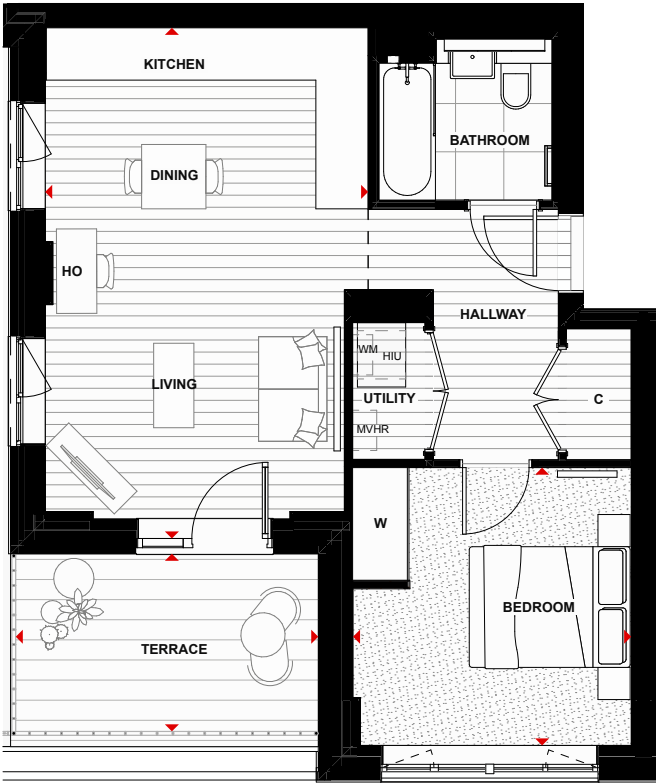 KITCHEN
BATHROOM
DINING
HO
HALLWAY
WM
HIU
LIVING
UTILITY
C
MVHR
W
BEDROOM
TERRACE